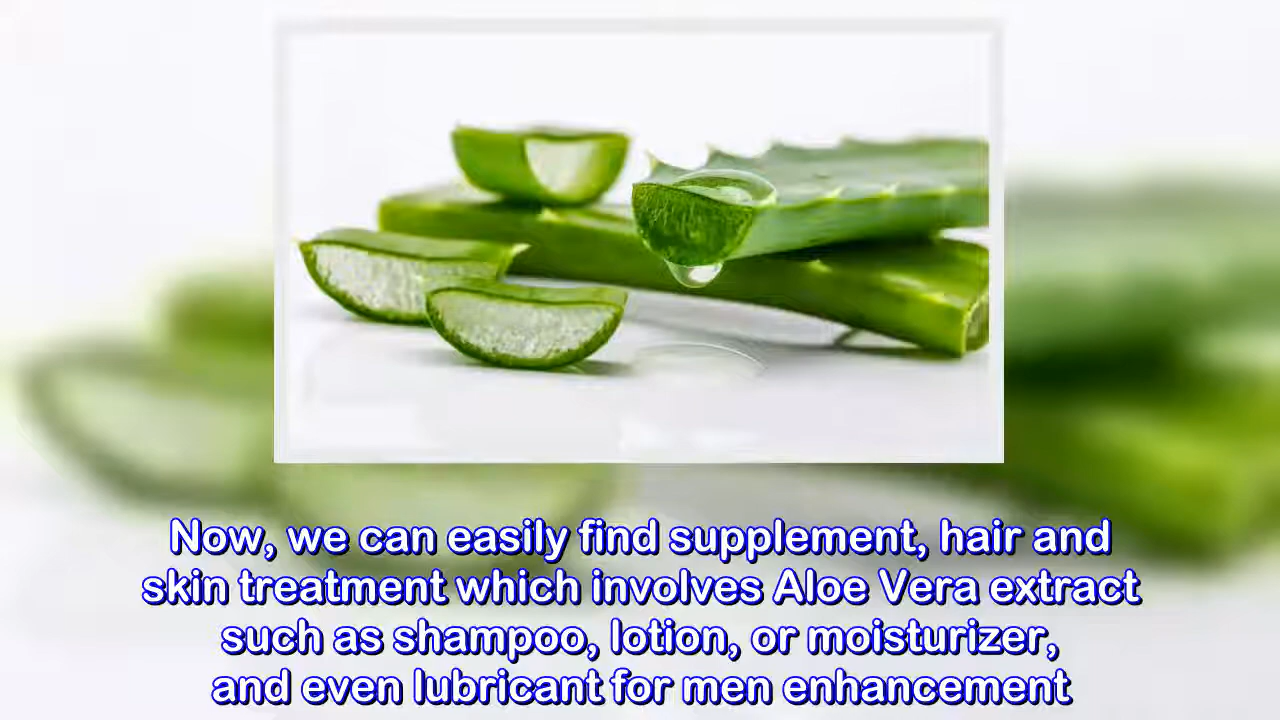 Now, we can easily find supplement, hair and
skin treatment which involves Aloe Vera extract
such as shampoo, lotion, or moisturizer,
and even lubricant for men enhancement